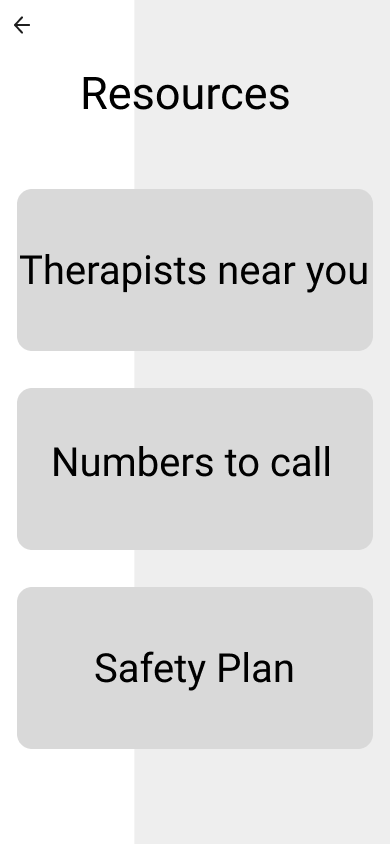 Resources
Therapists near you
Numbers to call
Safety Plan